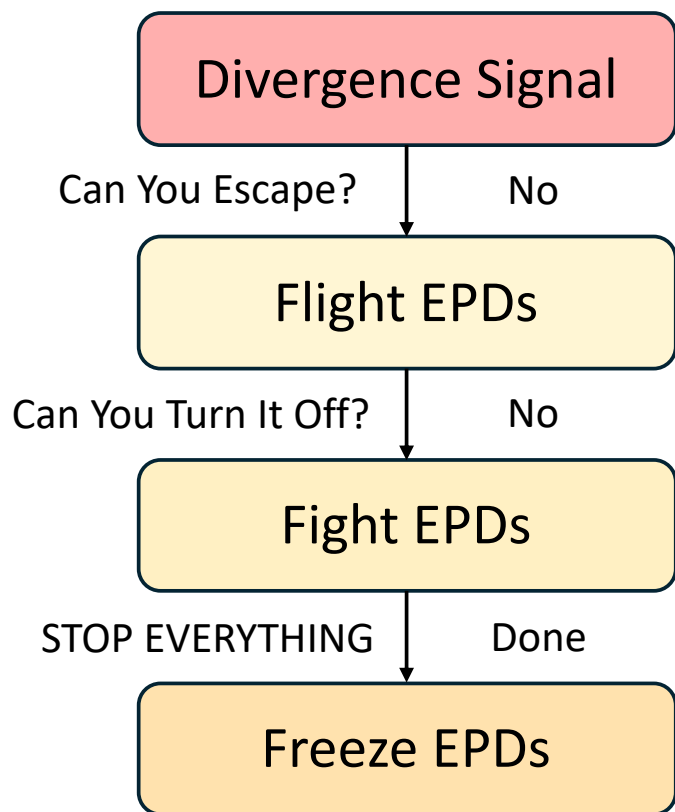 Divergence Signal
Can You Escape? No
Flight EPDs
Can You Turn It Off? No
Fight EPDs
STOP EVERYTHING Done
Freeze EPDs